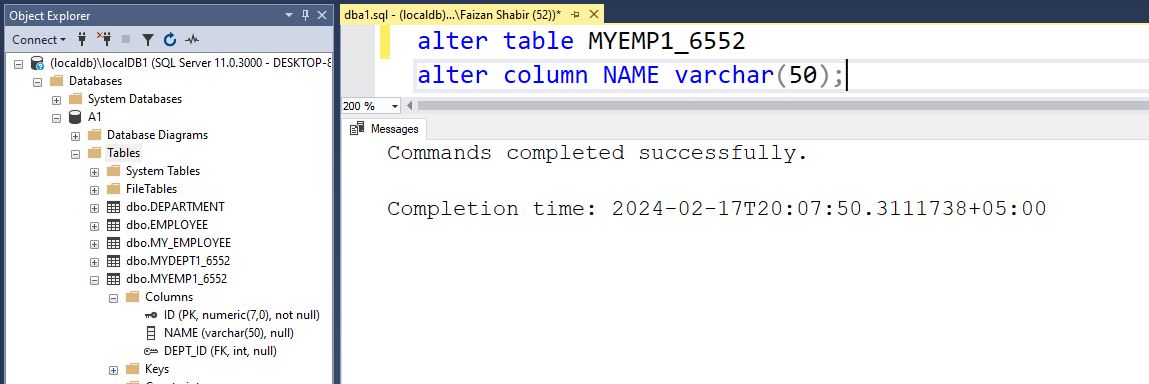 Object Explorer
Connect
(localdb)\localDB1 (SQL Server 11.0.3000 - DESKTOP-8
Databases
System Databases
A1
Database Diagrams
Tables
System Tables
FileTables
dbo.DEPARTMENT
dbo.EMPLOYEE
dbo.MY_EMPLOYEE
dbo.MYDEPT1_6552
dbo.MYEMP1_6552
Columns
ID (PK, numeric(7,0), not null)
NAME (varchar(50), null)
DEPT_ID (FK, int, null)
Keys
dba1.sql - (localdb)...\Faizan Shabir (52))*
alter table MYEMP1_6552
alter column NAME varchar(50);
200 %
Messages
Commands completed successfully.
Completion time: 2024-02-17T20:07:50.3111738+05:00